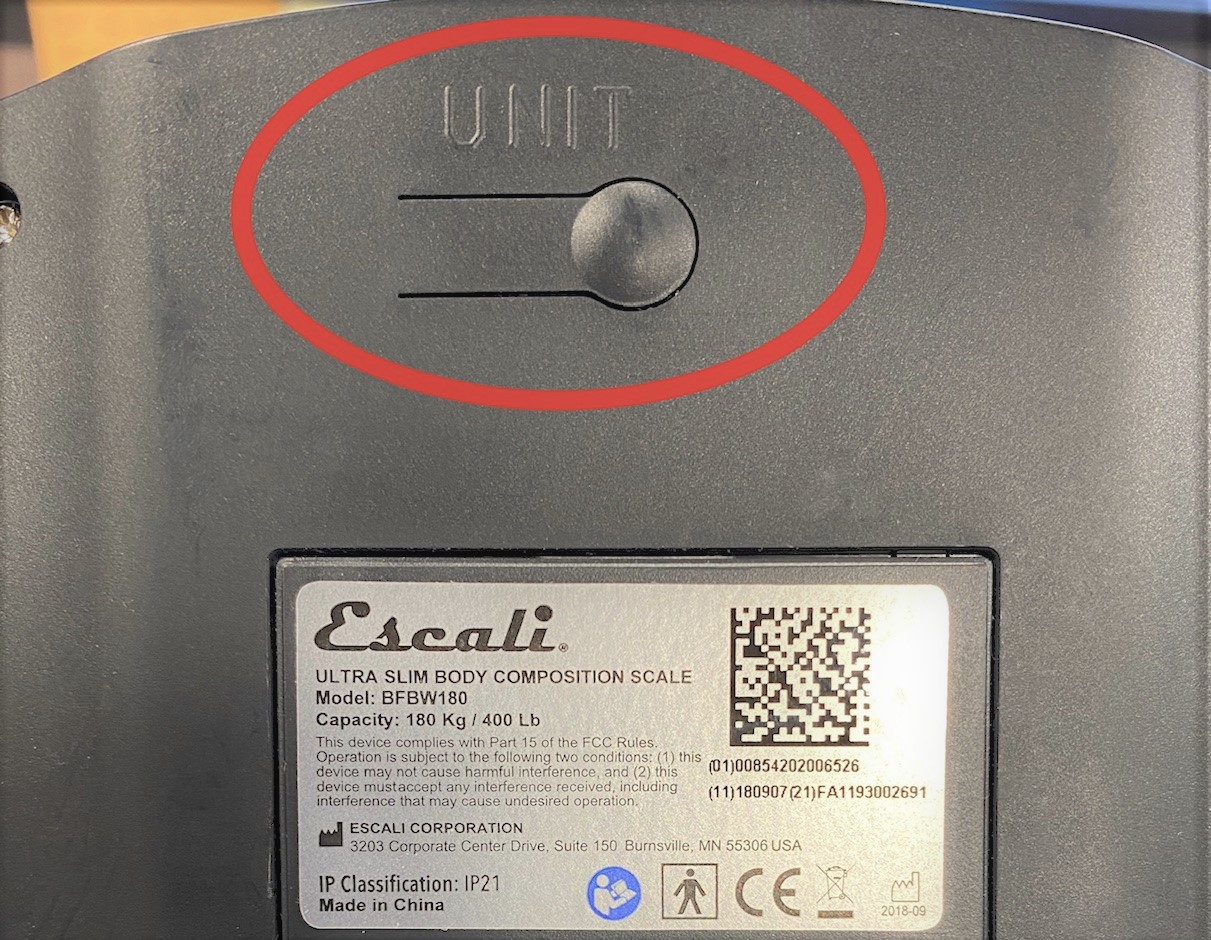 UNIT
Escali®
ULTRA SLIM BODY COMPOSITION SCALE
Model: BFBW180
Capacity: 180 Kg / 400 Lb
This device complies with Part 15 of the FCC Rules.
Operation is subject to the following two conditions: (1) this
device may not cause harmful interference, and (2) this
device mustaccept any interference received, including
interference that may cause undesired operation.
(01)00854202006526
(11)180907(21)FA1193002691
ESCALI CORPORATION
3203 Corporate Center Drive, Suite 150 Burnsville, MN 55306 USA
IP Classification: IP21
Made in China
CE
2018-09